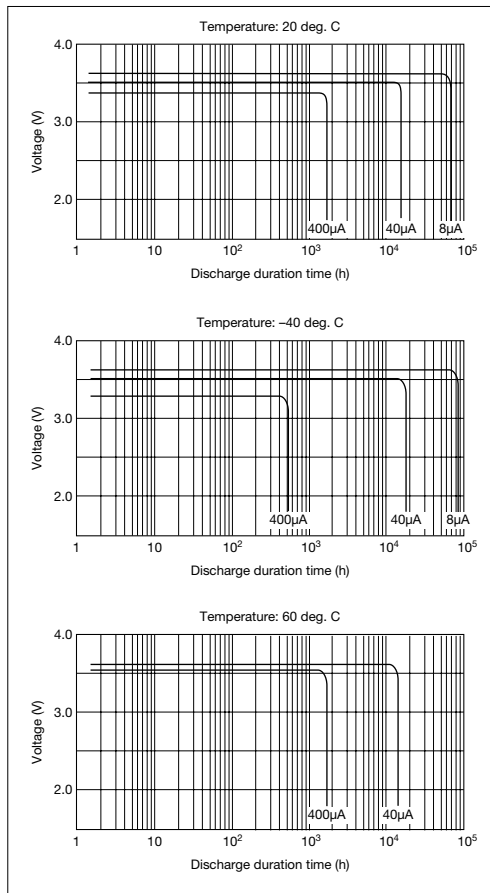 Temperature: 20 deg. C
4.0
3.0
2.0
Voltage (V)
400μA
40μA
8μA
1
10
10²
10³
10⁴
10⁵
Discharge duration time (h)
Temperature: –40 deg. C
4.0
3.0
2.0
Voltage (V)
400μA
40μA
8μA
1
10
10²
10³
10⁴
10⁵
Discharge duration time (h)
Temperature: 60 deg. C
4.0
3.0
2.0
Voltage (V)
400μA
40μA
1
10
10²
10³
10⁴
10⁵
Discharge duration time (h)